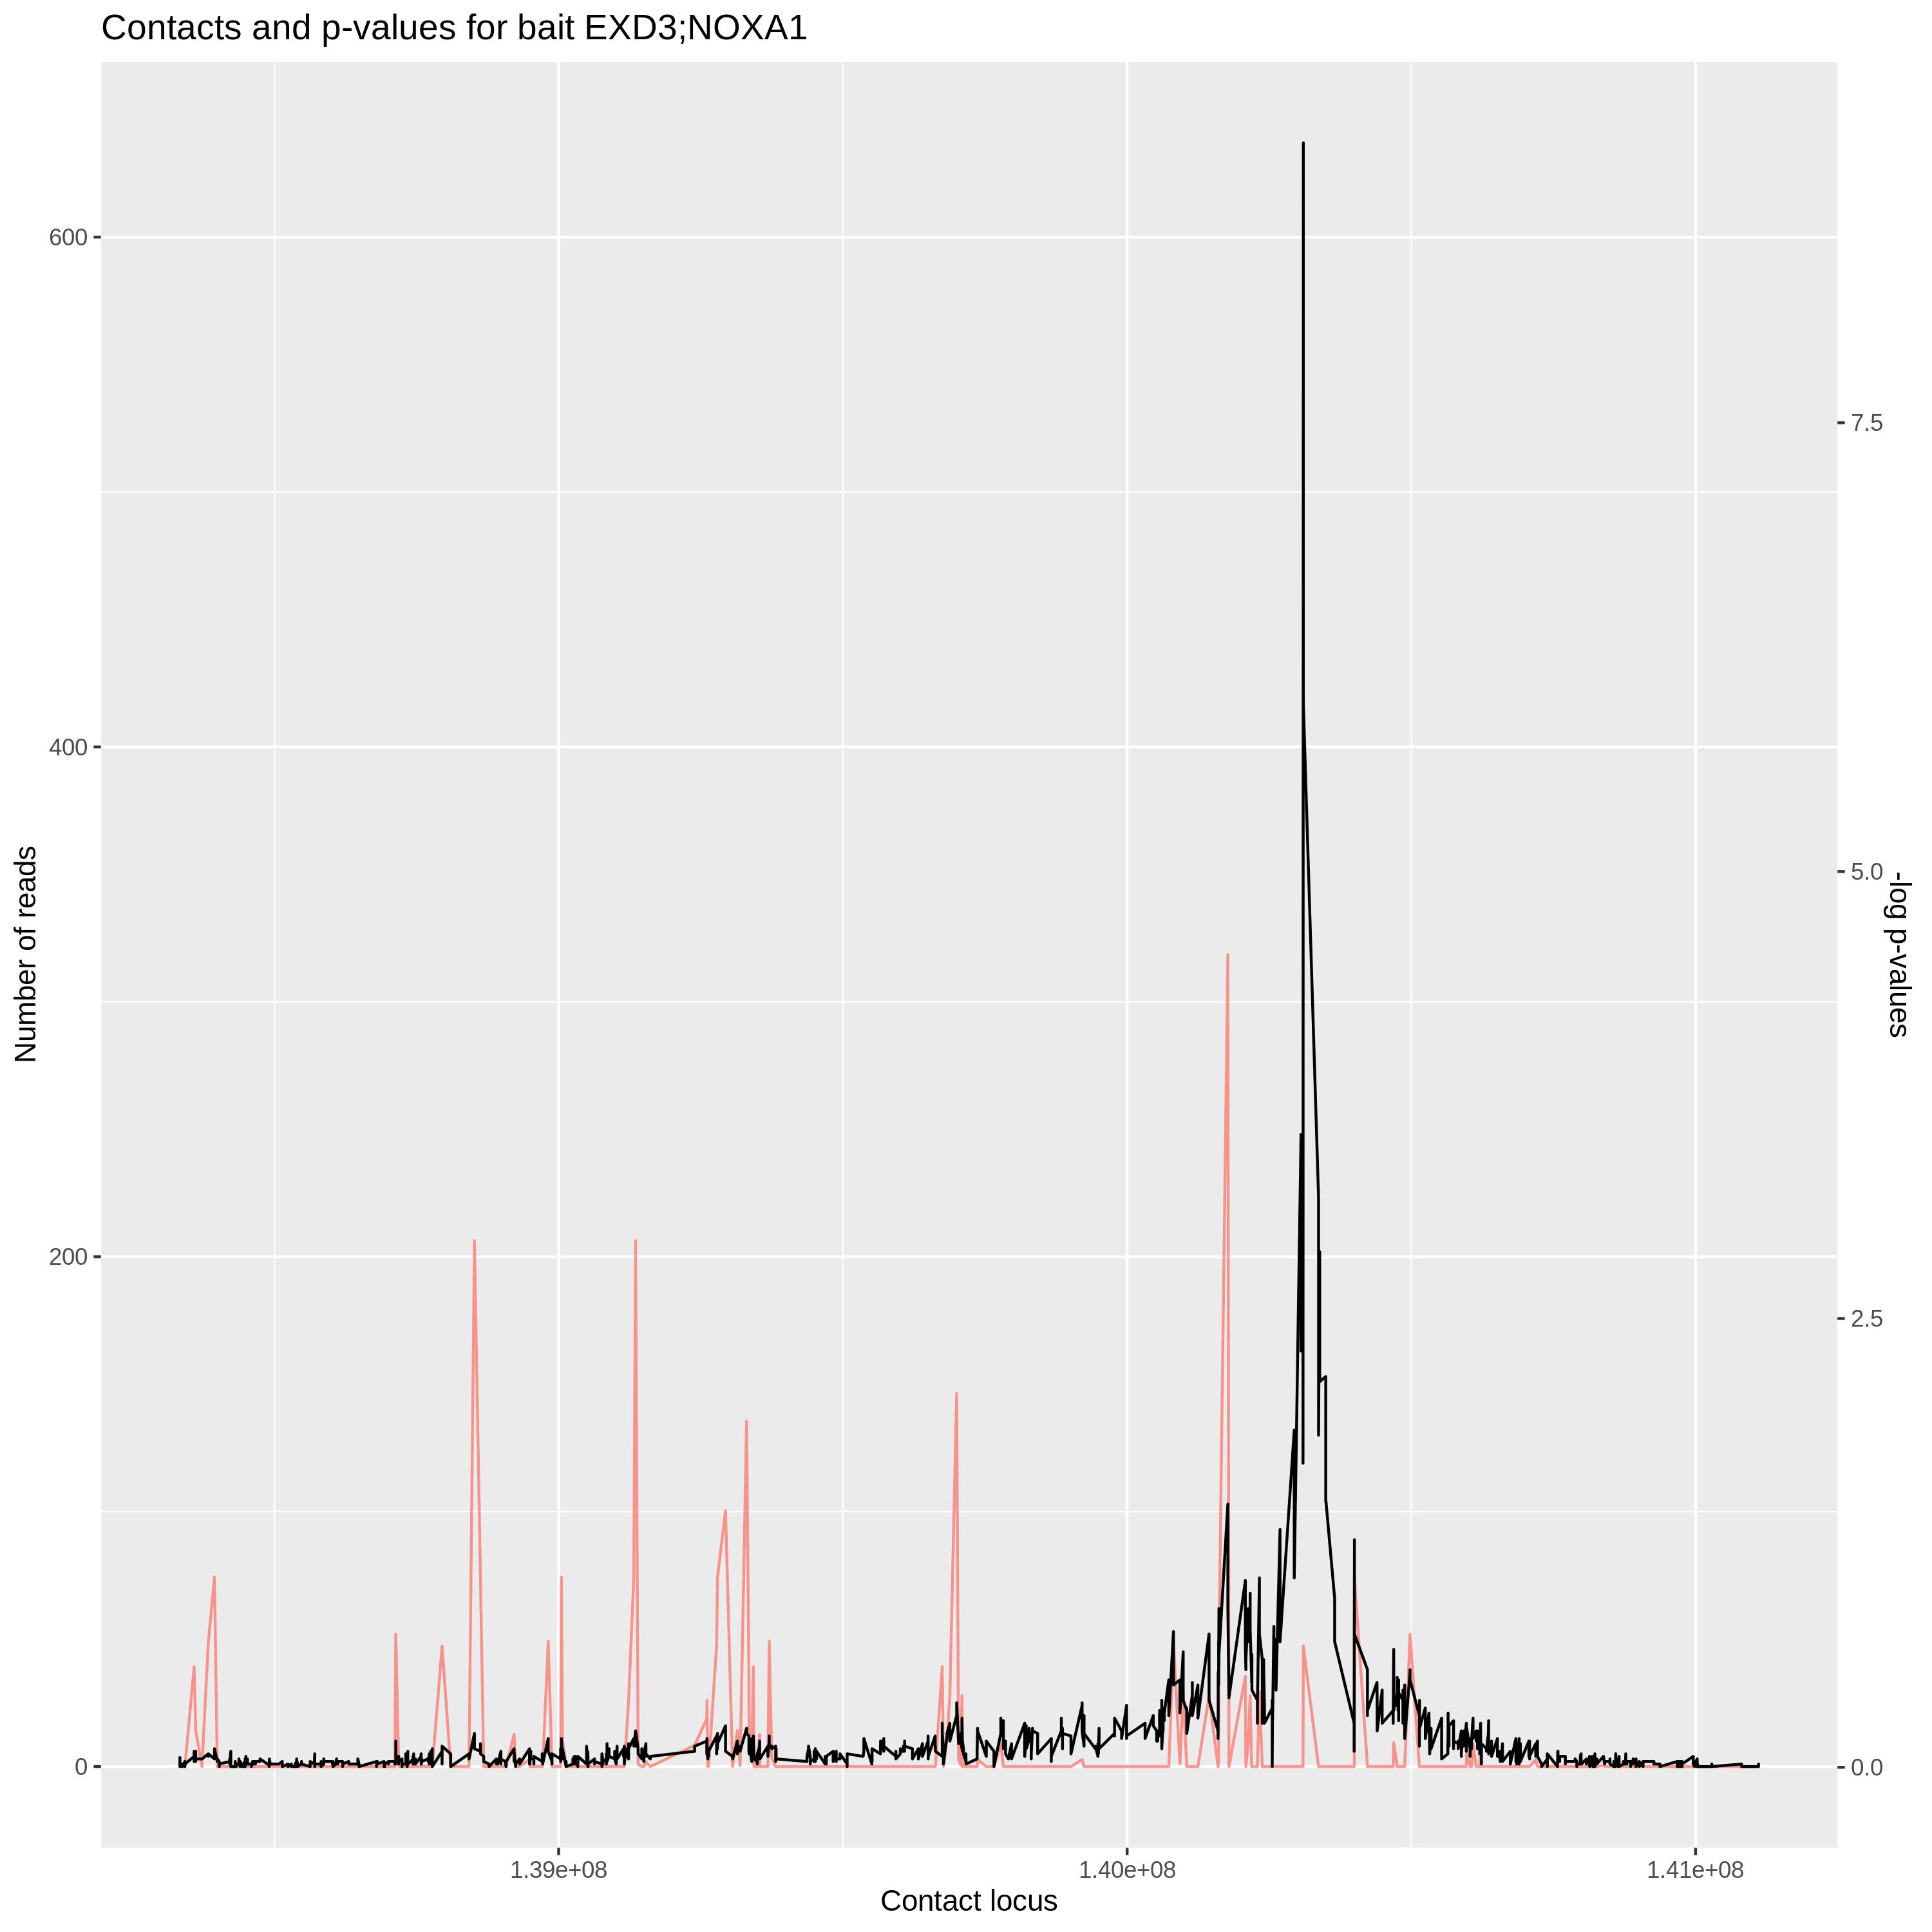 Contacts and p-values for bait EXD3;NOXA1
600
400
200
0
Number of reads
7.5
5.0
2.5
0.0
-log p-values
1.39e+08
1.40e+08
1.41e+08
Contact locus